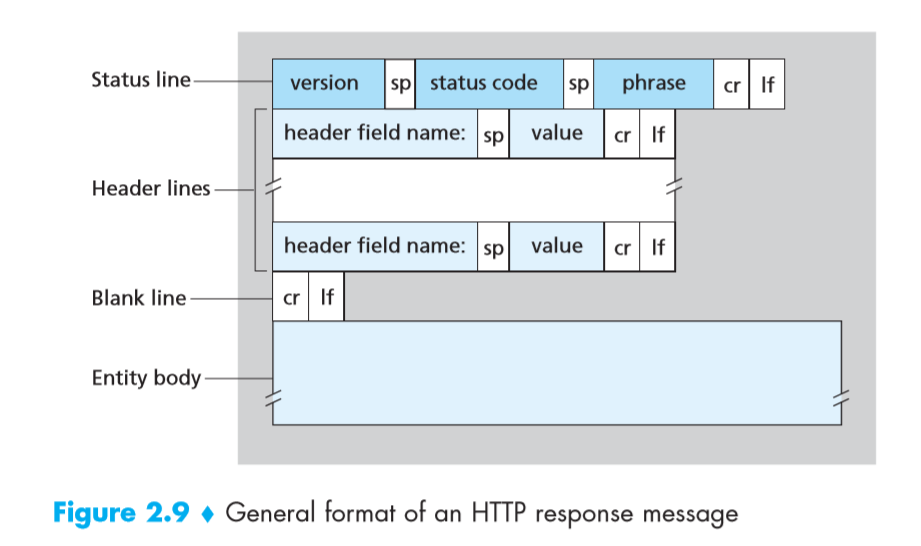 Status line
version sp status code sp phrase cr lf
header field name: sp value cr lf
Header lines
header field name: sp value cr lf
Blank line
cr lf
Entity body
Figure 2.9 ♦ General format of an HTTP response message